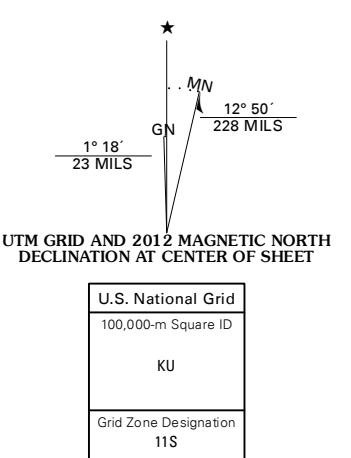 ★
MN
12° 50´
228 MILS
GN
1° 18´
23 MILS
UTM GRID AND 2012 MAGNETIC NORTH
DECLINATION AT CENTER OF SHEET
U.S. National Grid
100,000-m Square ID
KU
Grid Zone Designation
11S